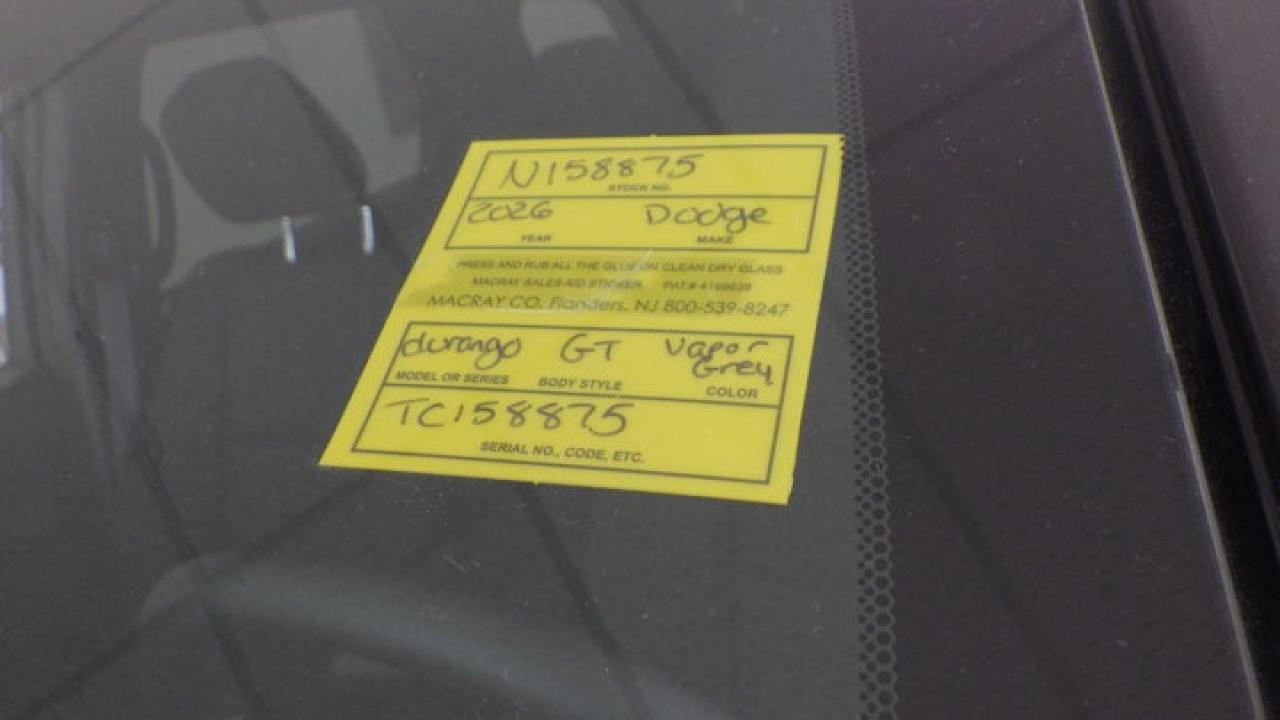 N158875
STOCK NO.
2026 Dodge
YEAR MAKE
PRESS AND RUB ALL THE GLUE ON CLEAN DRY GLASS
MACRAY SALES AID STICKER PAT.# 4199638
MACRAY CO. Flanders, NJ 800-539-8247
durango GT Vapor Grey
MODEL OR SERIES BODY STYLE COLOR
TC158875
SERIAL NO., CODE, ETC.